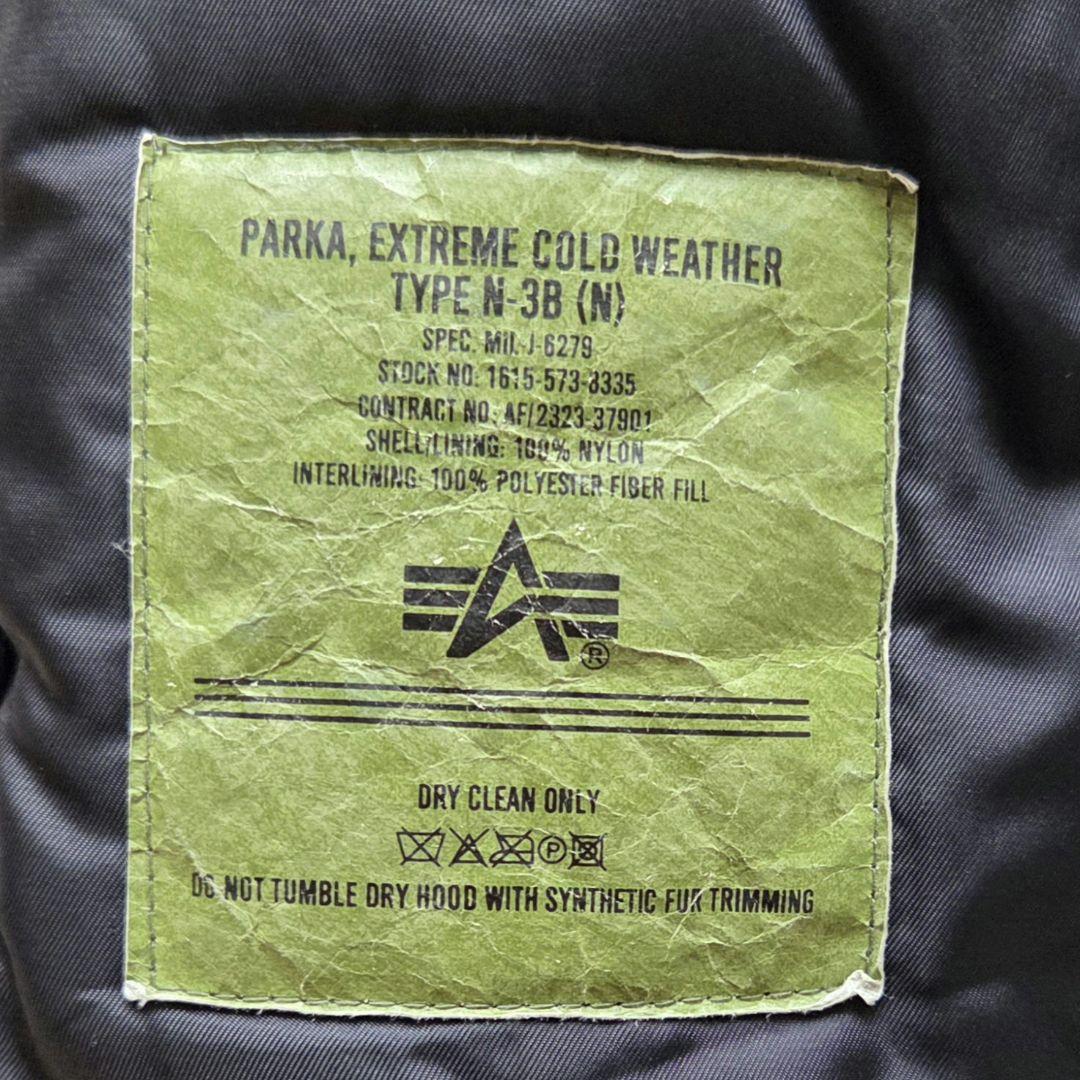 PARKA, EXTREME COLD WEATHER
TYPE N-3B (N)
SPEC. MIL-J-6279
STOCK NO: 1615-573-8335
CONTRACT NO: AF/2323-37901
SHELL/LINING: 100% NYLON
INTERLINING: 100% POLYESTER FIBER FILL
®
DRY CLEAN ONLY
P
DO NOT TUMBLE DRY HOOD WITH SYNTHETIC FUR TRIMMING